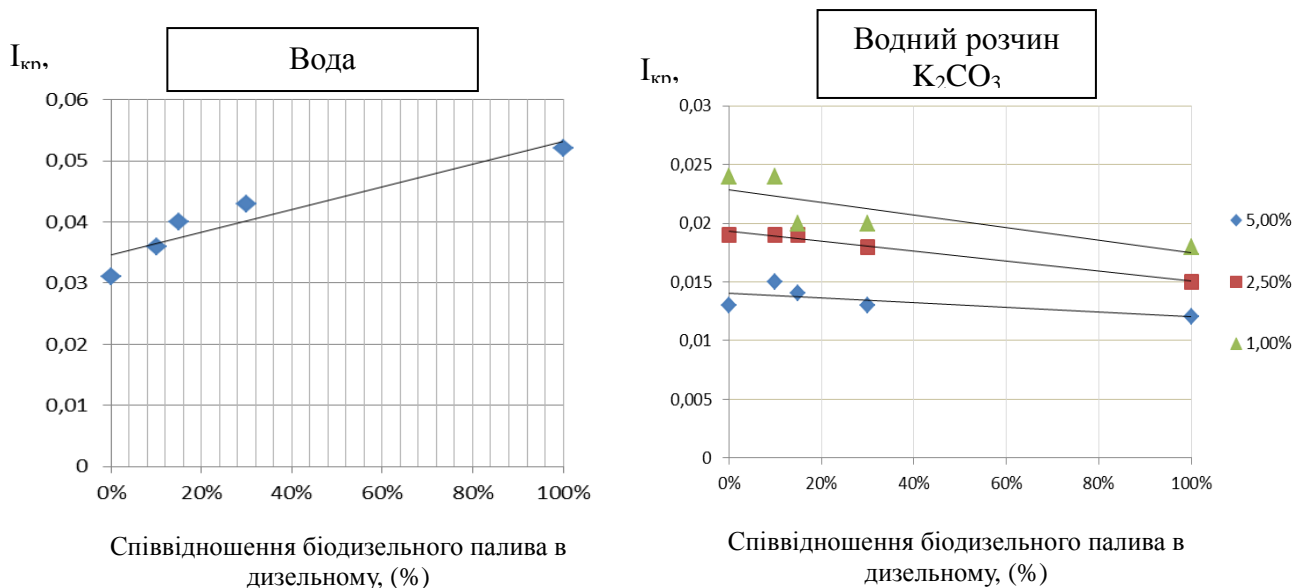 Iкр,
Вода
0,06
0,05
0,04
0,03
0,02
0,01
0
0% 20% 40% 60% 80% 100%
Співвідношення біодизельного палива в
дизельному, (%)
Iкр,
Водний розчин
K₂CO₃
0,03
0,025
0,02
0,015
0,01
0,005
0
0% 20% 40% 60% 80% 100%
5,00%
2,50%
1,00%
Співвідношення біодизельного палива в
дизельному, (%)